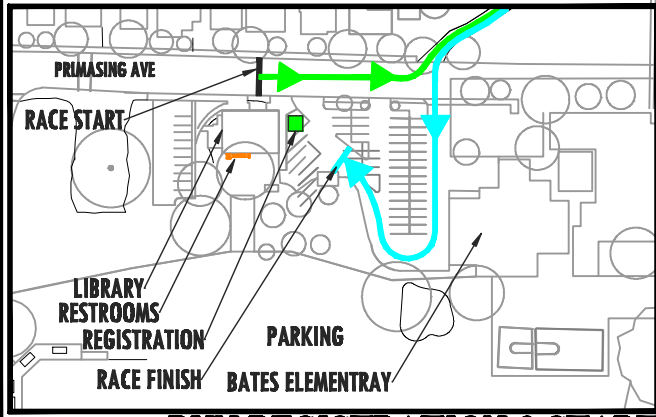 PRIMASING AVE
RACE START
LIBRARY
RESTROOMS
REGISTRATION
PARKING
RACE FINISH
BATES ELEMENTRAY